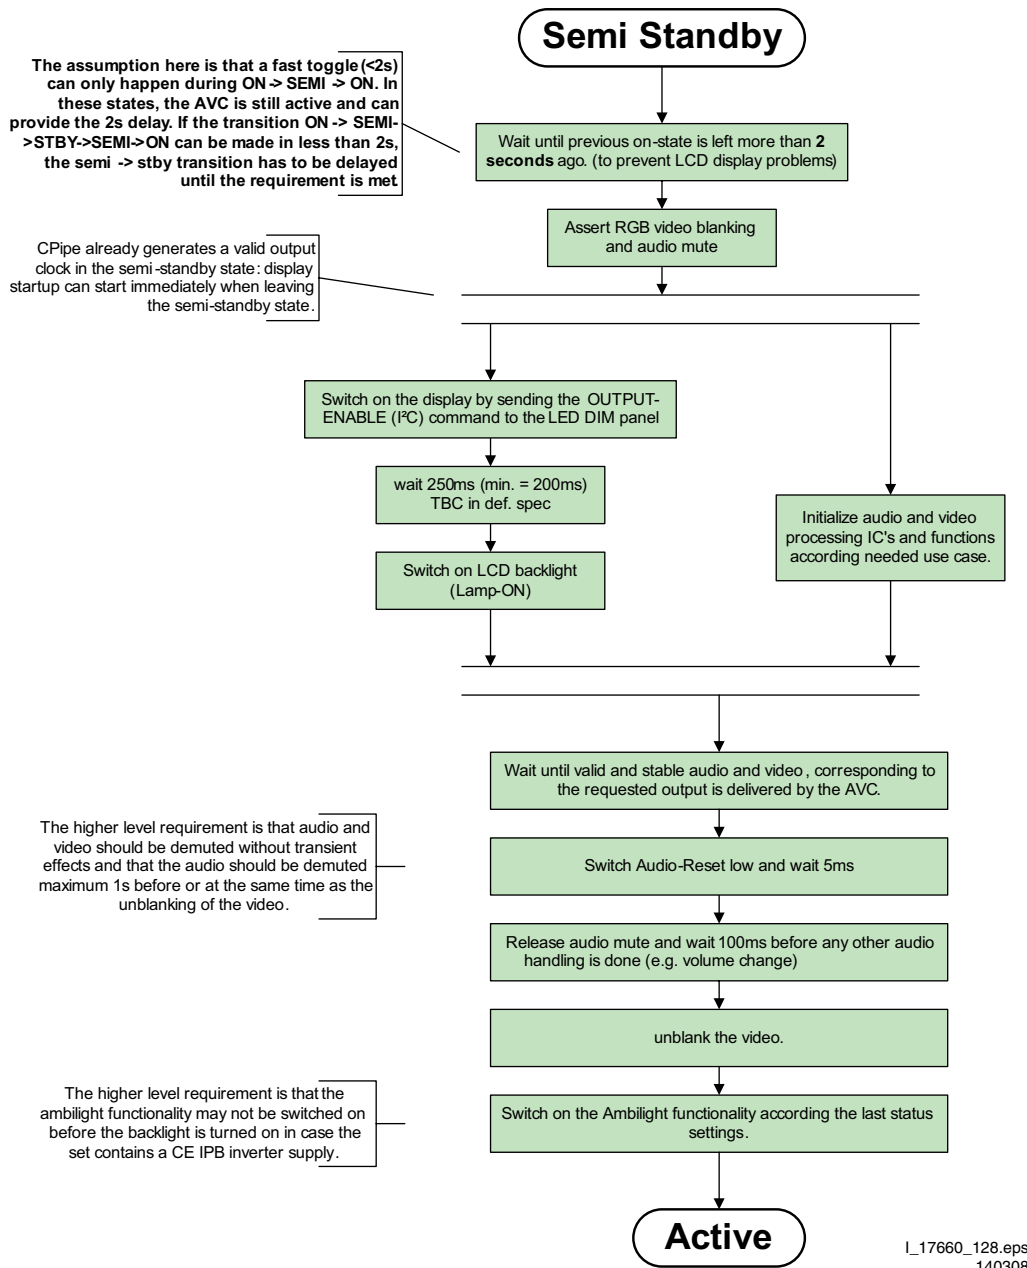 Semi Standby
The assumption here is that a fast toggle (<2s)
can only happen during ON -> SEMI -> ON. In
these states, the AVC is still active and can
provide the 2s delay. If the transition ON -> SEMI-
>STBY->SEMI->ON can be made in less than 2s,
the semi -> stby transition has to be delayed
until the requirement is met.
Wait until previous on-state is left more than 2
seconds ago. (to prevent LCD display problems)
Assert RGB video blanking
and audio mute
CPipe already generates a valid output
clock in the semi-standby state: display
startup can start immediately when leaving
the semi-standby state.
Switch on the display by sending the OUTPUT-
ENABLE (I²C) command to the LED DIM panel
wait 250ms (min. = 200ms)
TBC in def. spec
Switch on LCD backlight
(Lamp-ON)
Initialize audio and video
processing IC's and functions
according needed use case.
Wait until valid and stable audio and video, corresponding to
the requested output is delivered by the AVC.
The higher level requirement is that audio and
video should be demuted without transient
effects and that the audio should be demuted
maximum 1s before or at the same time as the
unblanking of the video.
Switch Audio-Reset low and wait 5ms
Release audio mute and wait 100ms before any other audio
handling is done (e.g. volume change)
unblank the video.
The higher level requirement is that the
ambilight functionality may not be switched on
before the backlight is turned on in case the
set contains a CE IPB inverter supply.
Switch on the Ambilight functionality according the last status
settings.
Active
I_17660_128.eps
140308